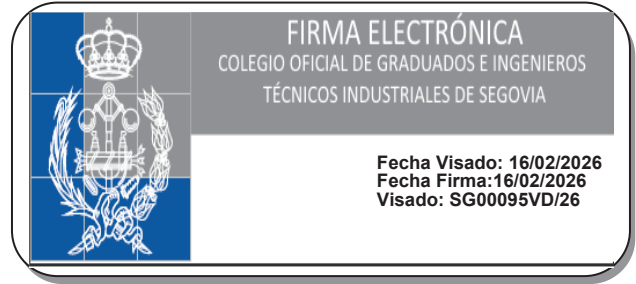 FIRMA ELECTRÓNICA
COLEGIO OFICIAL DE GRADUADOS E INGENIEROS
TÉCNICOS INDUSTRIALES DE SEGOVIA
Fecha Visado: 16/02/2026
Fecha Firma:16/02/2026
Visado: SG00095VD/26